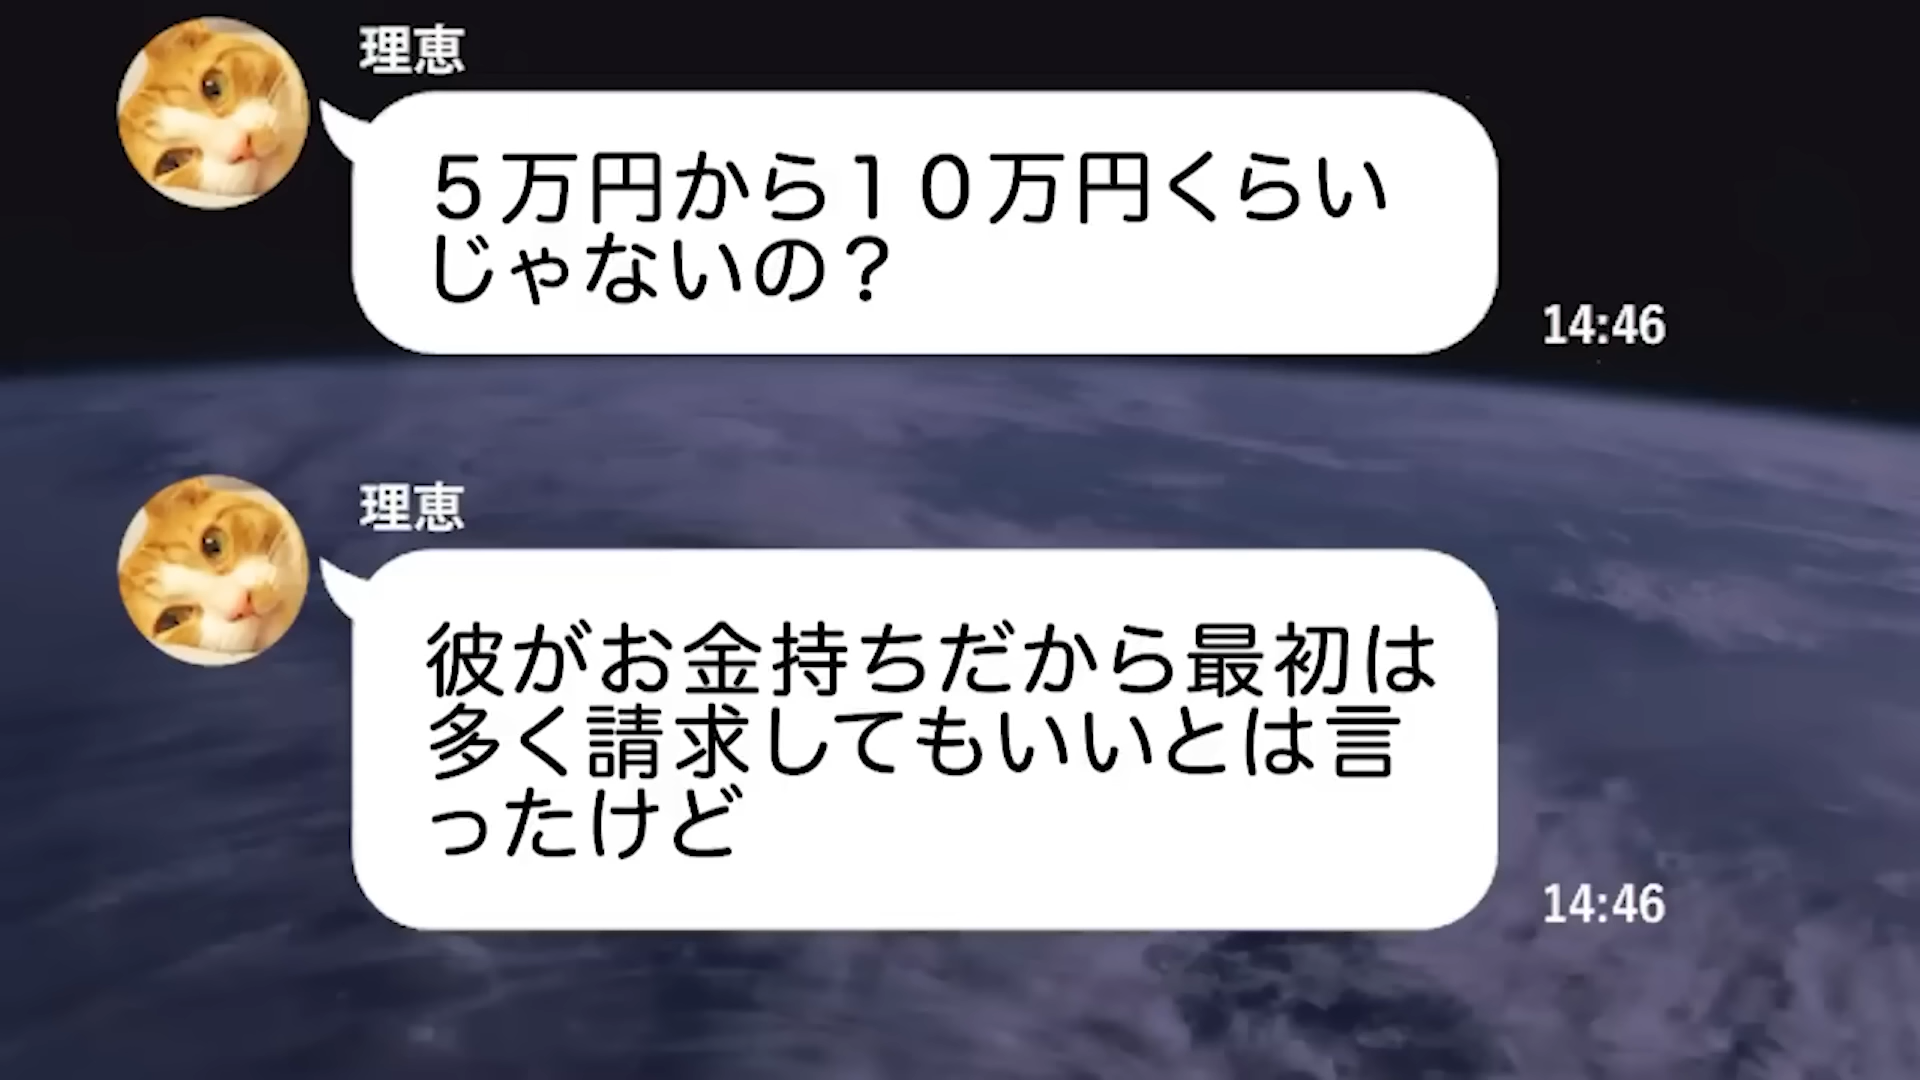 理恵
５万円から１０万円くらい
じゃないの？
14:46
理恵
彼がお金持ちだから最初は
多く請求してもいいとは言
ったけど
14:46